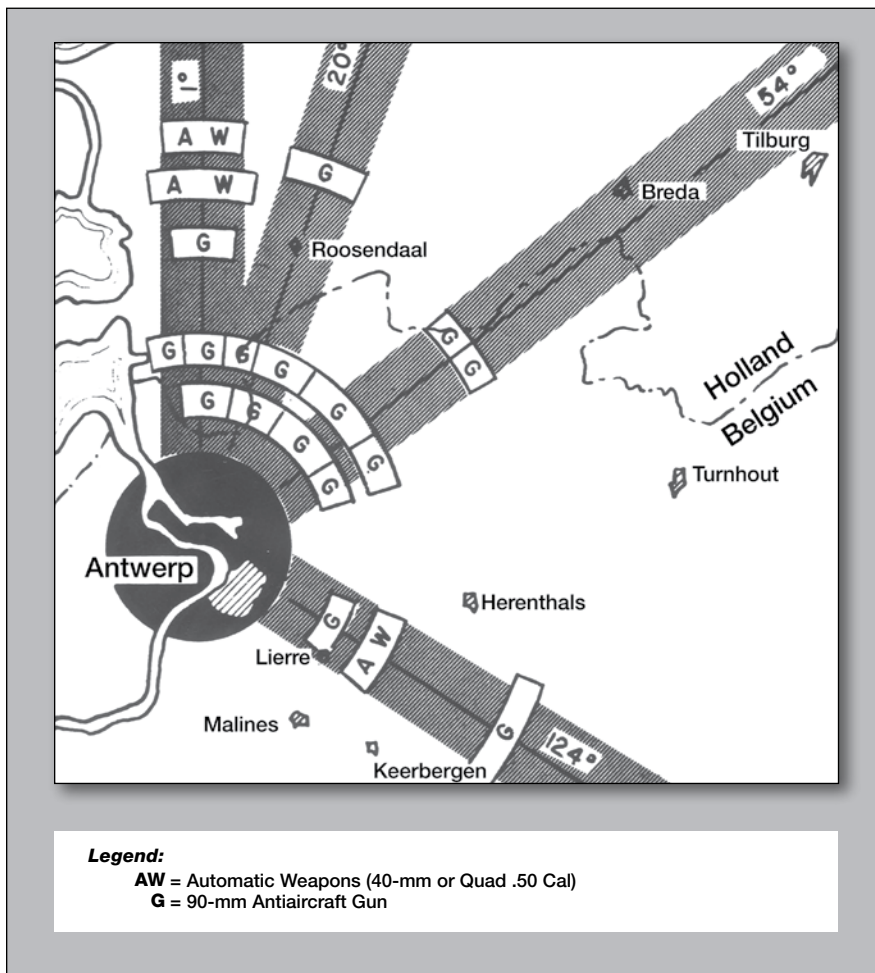 1°
20°
54°
A W
Tilburg
A W
G
Breda
G
Roosendaal
G
G
G
G G G G
G
Holland
G G
Belgium
G
G
G
G
Turnhout
Antwerp
Herenthals
G
A W
Lierre
G
Malines
124°
Keerbergen
Legend:
AW = Automatic Weapons (40-mm or Quad .50 Cal)
G = 90-mm Antiaircraft Gun